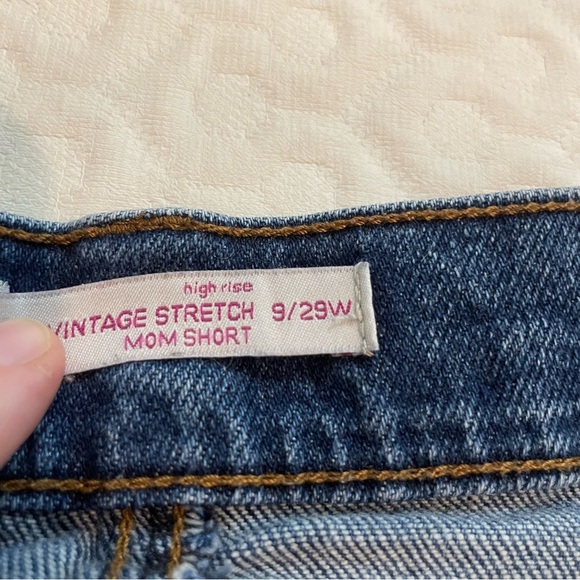 high rise
VINTAGE STRETCH 9/29W
MOM SHORT